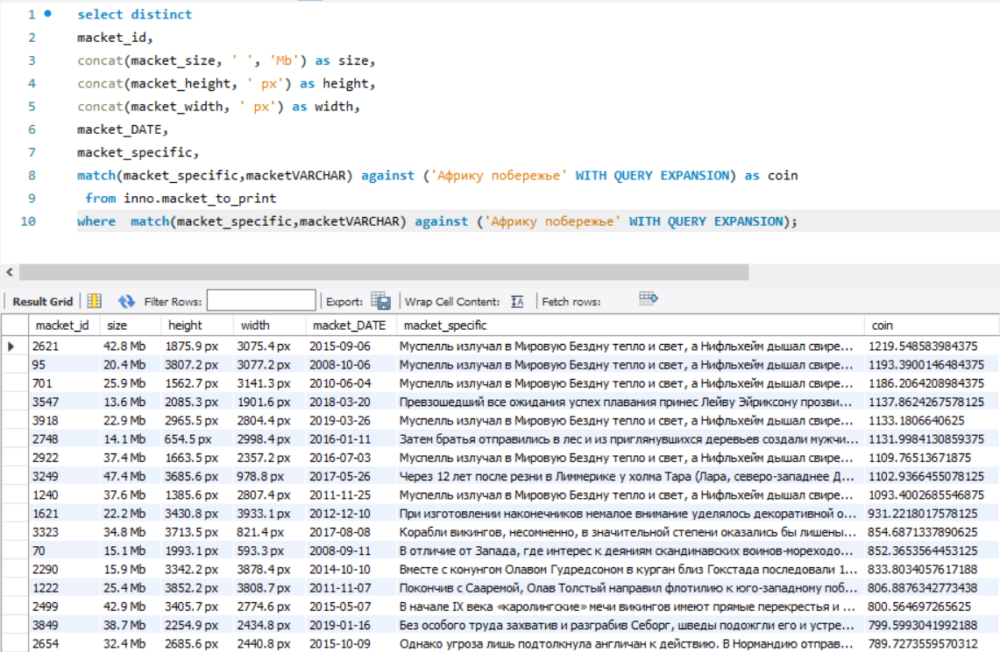 1 select distinct
2 macket_id,
3 concat(macket_size, ' ', 'Mb') as size,
4 concat(macket_height, ' px') as height,
5 concat(macket_width, ' px') as width,
6 macket_DATE,
7 macket_specific,
8 match(macket_specific,macketVARCHAR) against ('Африку побережье' WITH QUERY EXPANSION) as coin
9 from inno.macket_to_print
10 where match(macket_specific,macketVARCHAR) against ('Африку побережье' WITH QUERY EXPANSION);
Result Grid Filter Rows: Export: Wrap Cell Content: IA Fetch rows:
macket_id size height width macket_DATE macket_specific coin
2621 42.8 Mb 1875.9 px 3075.4 px 2015-09-06 Муспелль излучал в Мировую Бездну тепло и свет, а Нифльхейм дышал свире... 1219.548583984375
95 20.4 Mb 3807.2 px 3077.2 px 2008-10-06 Муспелль излучал в Мировую Бездну тепло и свет, а Нифльхейм дышал свире... 1193.3900146484375
701 25.9 Mb 1562.7 px 3141.3 px 2010-06-04 Муспелль излучал в Мировую Бездну тепло и свет, а Нифльхейм дышал свире... 1186.2064208984375
3547 13.6 Mb 2085.3 px 1901.6 px 2018-03-20 Превзошедший все ожидания успех плавания принес Лейву Эйриксону прозви... 1137.8624267578125
3918 22.9 Mb 2965.5 px 2804.4 px 2019-03-26 Муспелль излучал в Мировую Бездну тепло и свет, а Нифльхейм дышал свире... 1133.1806640625
2748 14.1 Mb 654.5 px 2998.4 px 2016-01-11 Затем братья отправились в лес и из приглянувшихся деревьев создали мужчи... 1131.9984130859375
2922 37.4 Mb 1663.5 px 2357.2 px 2016-07-03 Муспелль излучал в Мировую Бездну тепло и свет, а Нифльхейм дышал свире... 1109.76513671875
3249 47.4 Mb 3685.6 px 978.8 px 2017-05-26 Через 12 лет после резни в Лиммерике у холма Тара (Лара, северо-западнее Д... 1102.9366455078125
1240 37.6 Mb 1385.6 px 2807.4 px 2011-11-25 Муспелль излучал в Мировую Бездну тепло и свет, а Нифльхейм дышал свире... 1093.4002685546875
1621 22.2 Mb 3430.8 px 3933.1 px 2012-12-10 При изготовлении наконечников немалое внимание уделялось декоративной о... 931.2218017578125
3323 34.8 Mb 3713.5 px 821.4 px 2017-08-08 Корабли викингов, несомненно, в значительной степени оказались бы лишены... 854.6871337890625
70 15.1 Mb 1993.1 px 593.3 px 2008-09-11 В отличие от Запада, где интерес к деяниям скандинавских воинов-мореходо... 852.3653564453125
2290 15.9 Mb 3342.2 px 3878.4 px 2014-10-10 Вместе с конунгом Олавом Гудредсоном в курган близ Гокстада последовали 1... 833.8034057617188
1222 25.4 Mb 3852.2 px 3808.7 px 2011-11-07 Покончив с Сааремой, Олав Толстый направил флотилию к юго-западному поб... 806.8876342773438
2499 42.9 Mb 3405.7 px 2774.6 px 2015-05-07 В начале IX века «каролингские» мечи викингов имеют прямые перекрестья и ... 800.564697265625
3849 38.7 Mb 2254.9 px 2434.8 px 2019-01-16 Без особого труда захватив и разграбив Себорг, шведы подожгли его и устре... 799.5993041992188
2654 32.4 Mb 2685.6 px 2440.8 px 2015-10-09 Однако угроза лишь подтолкнула англичан к действию. В Нормандию отправ... 789.7273559570312